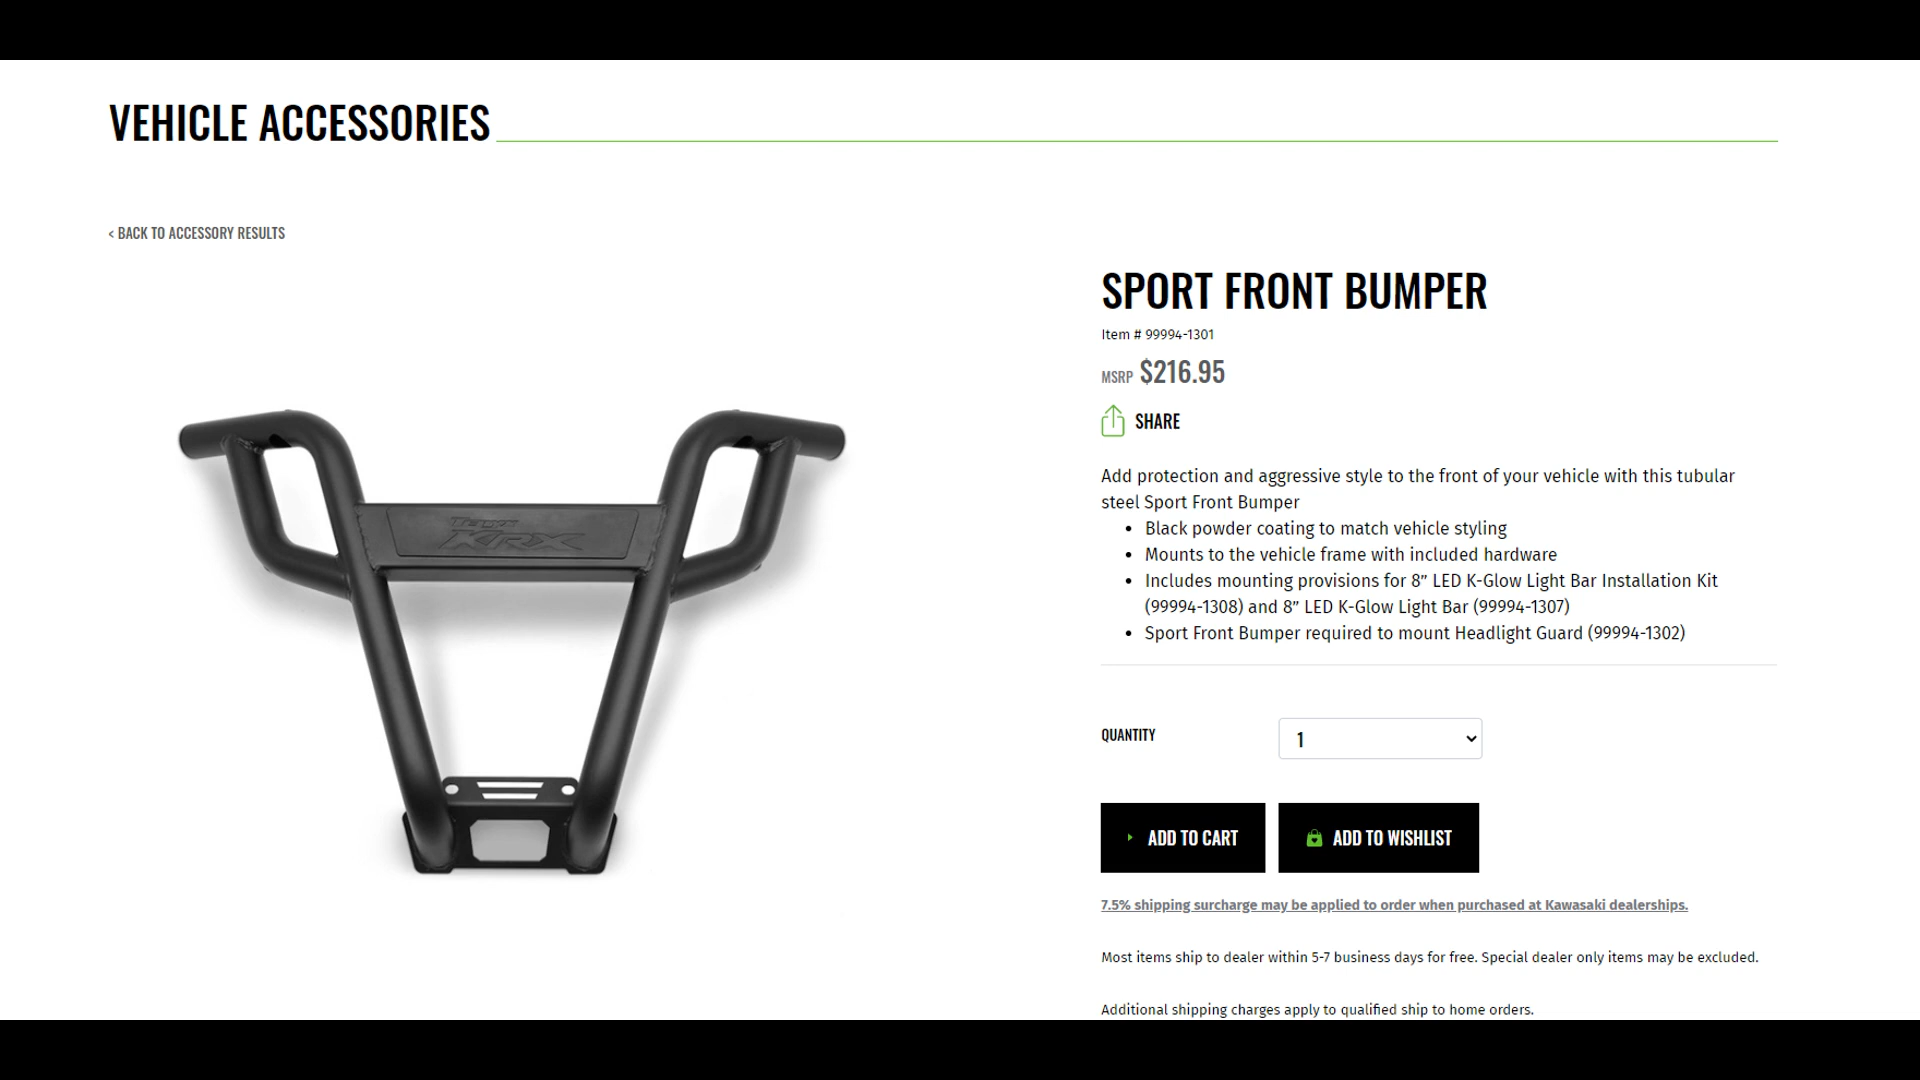 VEHICLE ACCESSORIES
< BACK TO ACCESSORY RESULTS
SPORT FRONT BUMPER
Item # 99994-1301
MSRP $216.95
SHARE
Add protection and aggressive style to the front of your vehicle with this tubular
steel Sport Front Bumper
• Black powder coating to match vehicle styling
• Mounts to the vehicle frame with included hardware
• Includes mounting provisions for 8” LED K-Glow Light Bar Installation Kit
(99994-1308) and 8” LED K-Glow Light Bar (99994-1307)
• Sport Front Bumper required to mount Headlight Guard (99994-1302)
Teryx
KRX
QUANTITY 1
ADD TO CART ADD TO WISHLIST
7.5% shipping surcharge may be applied to order when purchased at Kawasaki dealerships.
Most items ship to dealer within 5-7 business days for free. Special dealer only items may be excluded.
Additional shipping charges apply to qualified ship to home orders.